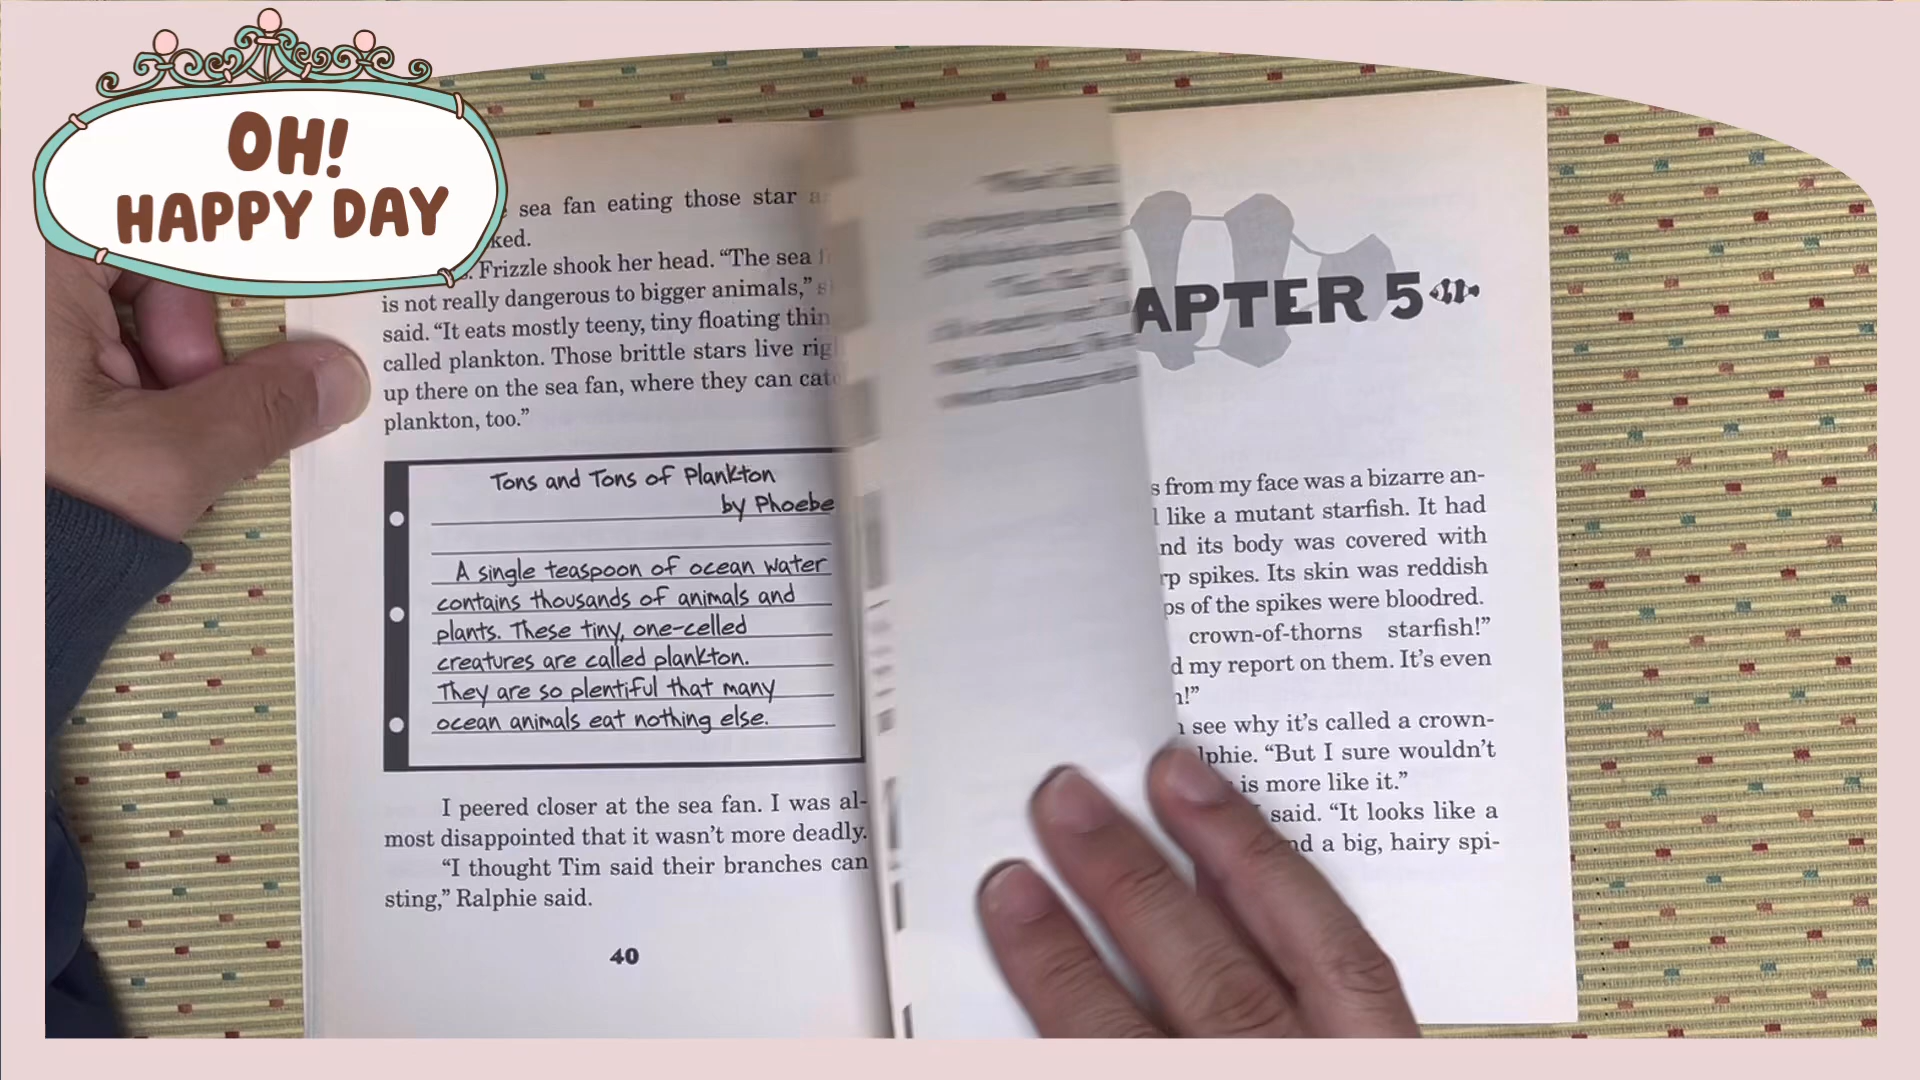 OH!
HAPPY DAY
sea fan eating those star
ked.
Frizzle shook her head. “The sea
is not really dangerous to bigger animals,”
said. “It eats mostly teeny, tiny floating thin
called plankton. Those brittle stars live rig
up there on the sea fan, where they can cat
plankton, too.”
Tons and Tons of Plankton
by Phoebe
A single teaspoon of ocean water
contains thousands of animals and
plants. These tiny, one-celled
creatures are called plankton.
They are so plentiful that many
ocean animals eat nothing else.
I peered closer at the sea fan. I was al-
most disappointed that it wasn’t more deadly.
“I thought Tim said their branches can
sting,” Ralphie said.
40
APTER 5
s from my face was a bizarre an-
l like a mutant starfish. It had
nd its body was covered with
rp spikes. Its skin was reddish
ps of the spikes were bloodred.
crown-of-thorns starfish!”
d my report on them. It’s even
n!”
see why it’s called a crown-
lphie. “But I sure wouldn’t
is more like it.”
said. “It looks like a
nd a big, hairy spi-